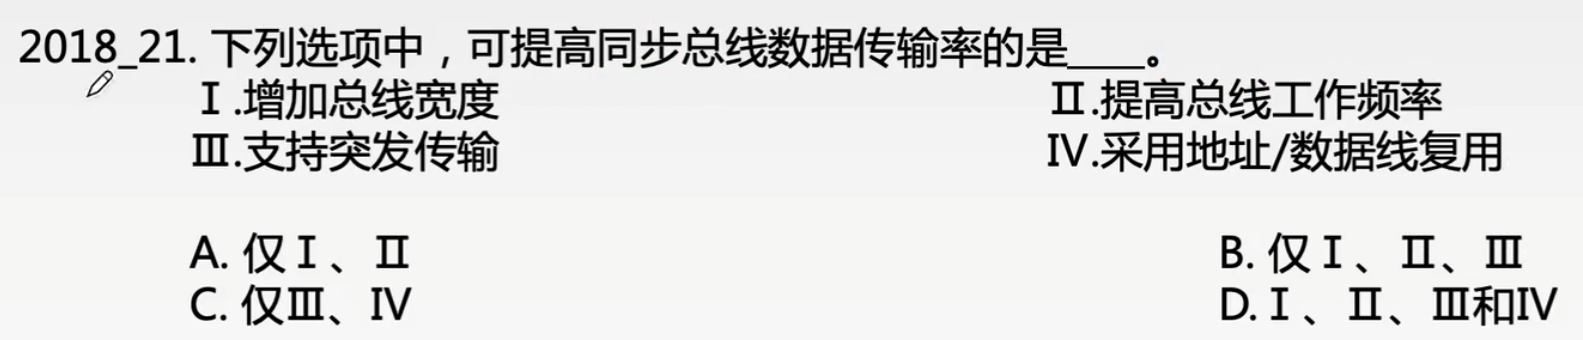 2018_21. 下列选项中，可提高同步总线数据传输率的是____。
Ⅰ.增加总线宽度 Ⅱ.提高总线工作频率
Ⅲ.支持突发传输 Ⅳ.采用地址/数据线复用
A. 仅Ⅰ、Ⅱ B. 仅Ⅰ、Ⅱ、Ⅲ
C. 仅Ⅲ、Ⅳ D. Ⅰ、Ⅱ、Ⅲ和Ⅳ